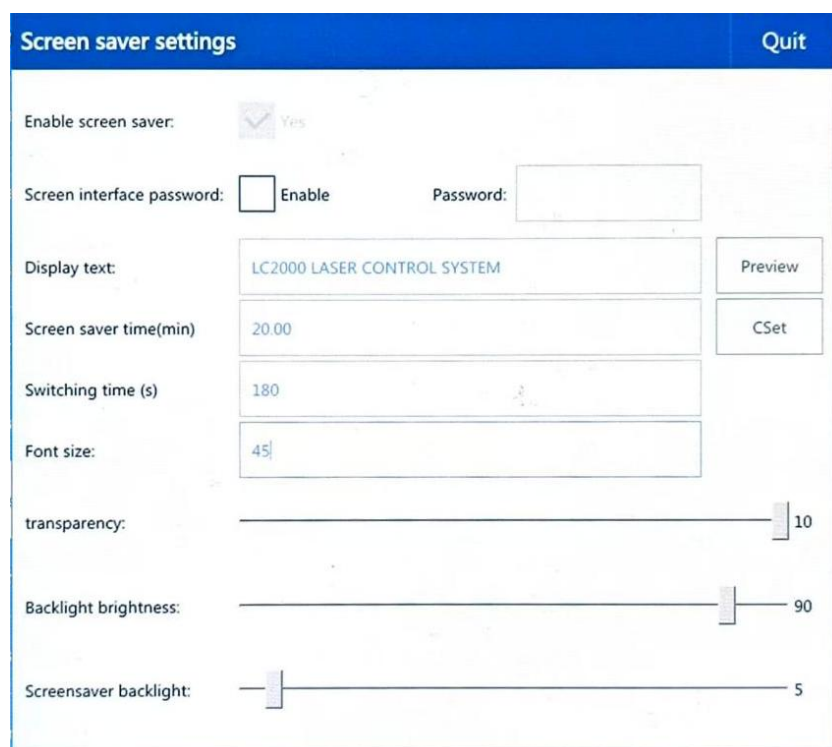 Screen saver settings Quit
Enable screen saver: Yes
Screen interface password: Enable Password:
Display text: LC2000 LASER CONTROL SYSTEM Preview
Screen saver time(min) 20.00 CSet
Switching time (s) 180
Font size: 45
transparency: 10
Backlight brightness: 90
Screensaver backlight: 5